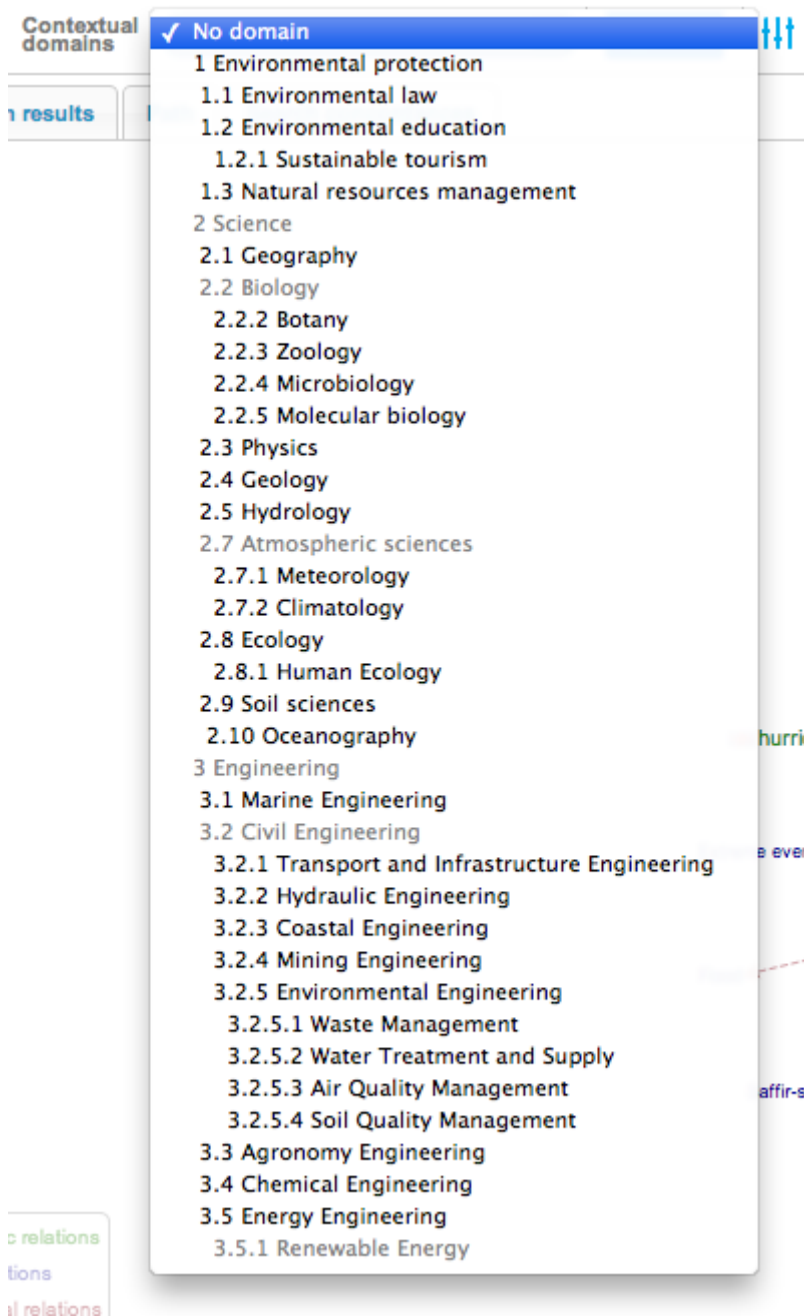 Contextual
domains
✓ No domain
1 Environmental protection
1.1 Environmental law
results
1.2 Environmental education
1.2.1 Sustainable tourism
1.3 Natural resources management
2 Science
2.1 Geography
2.2 Biology
2.2.2 Botany
2.2.3 Zoology
2.2.4 Microbiology
2.2.5 Molecular biology
2.3 Physics
2.4 Geology
2.5 Hydrology
2.7 Atmospheric sciences
2.7.1 Meteorology
2.7.2 Climatology
2.8 Ecology
2.8.1 Human Ecology
2.9 Soil sciences
2.10 Oceanography
hurri
3 Engineering
3.1 Marine Engineering
3.2 Civil Engineering
e ever
3.2.1 Transport and Infrastructure Engineering
3.2.2 Hydraulic Engineering
3.2.3 Coastal Engineering
3.2.4 Mining Engineering
3.2.5 Environmental Engineering
3.2.5.1 Waste Management
3.2.5.2 Water Treatment and Supply
3.2.5.3 Air Quality Management
affir-s
3.2.5.4 Soil Quality Management
3.3 Agronomy Engineering
3.4 Chemical Engineering
3.5 Energy Engineering
c relations
3.5.1 Renewable Energy
tions
al relations